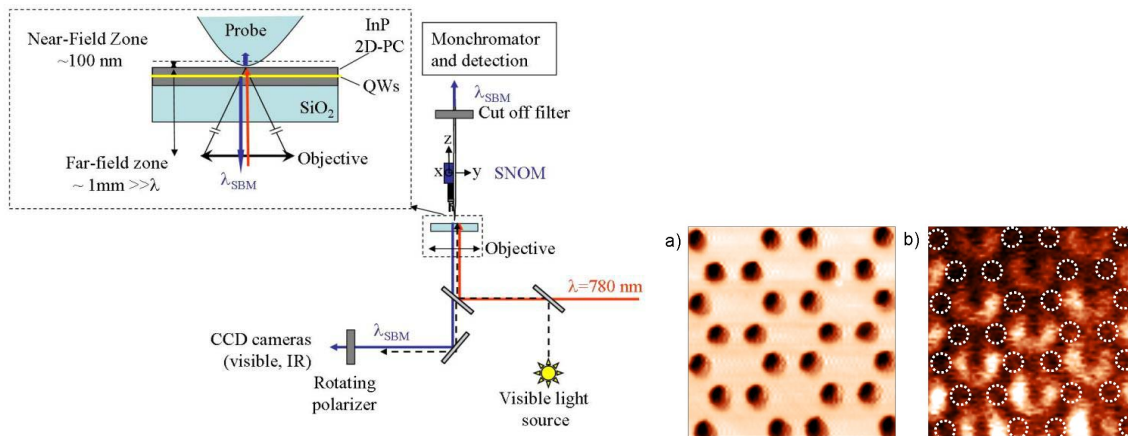 Near-Field Zone
~100 nm
Probe
InP
2D-PC
QWs
SiO₂
Far-field zone
~ 1mm >>λ
λSBM
Objective
Monchromator
and detection
λSBM
Cut off filter
z
x
y
SNOM
Objective
λ=780 nm
λSBM
CCD cameras
(visible, IR)
Rotating
polarizer
Visible light
source
a)
b)